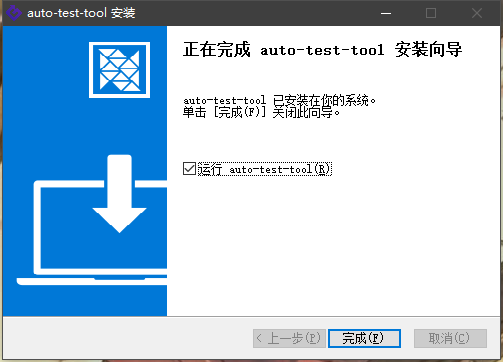 auto-test-tool 安装
正在完成 auto-test-tool 安装向导
auto-test-tool 已安装在你的系统。
单击 [完成(F)] 关闭此向导。
运行 auto-test-tool(R)
< 上一步(P)
完成(F)
取消(C)